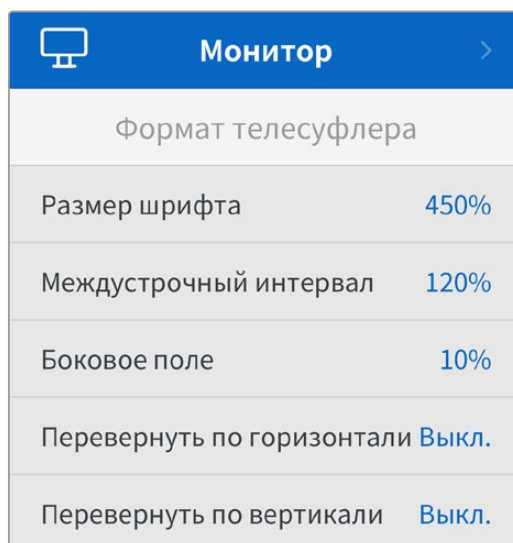 Монитор
Формат телесуфлера
Размер шрифта 450%
Междустрочный интервал 120%
Боковое поле 10%
Перевернуть по горизонтали Выкл.
Перевернуть по вертикали Выкл.